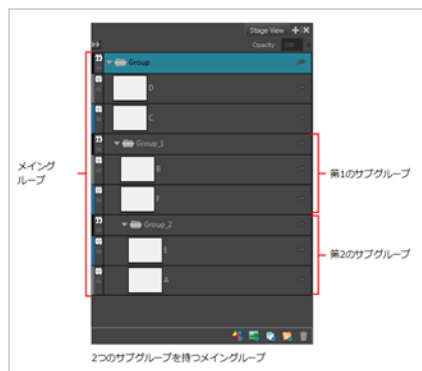 Stage View
Opacity
Group
D
C
Group_1
B
F
Group_2
E
A
メイング
ループ
第1のサブグループ
第2のサブグループ
2つのサブグループを持つメイングループ